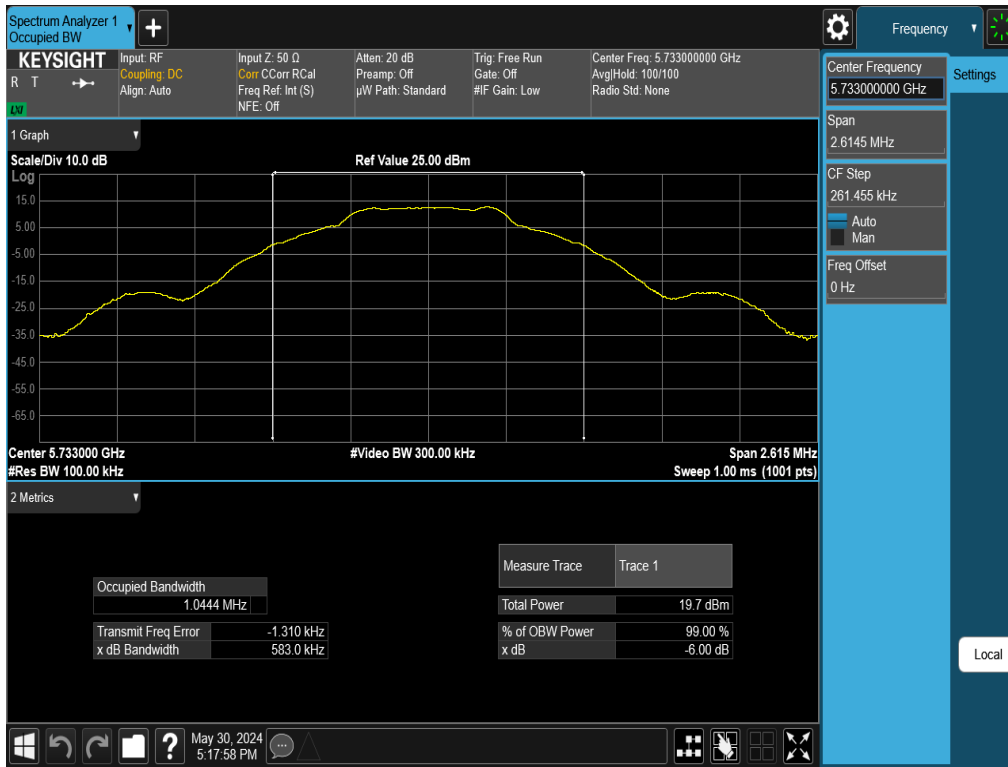 Spectrum Analyzer 1
Occupied BW
Frequency
KEYSIGHT
R T
LXI
Input: RF
Coupling: DC
Align: Auto
Input Z: 50 Ω
Corr CCorr RCal
Freq Ref: Int (S)
NFE: Off
Atten: 20 dB
Preamp: Off
µW Path: Standard
Trig: Free Run
Gate: Off
#IF Gain: Low
Center Freq: 5.733000000 GHz
Avg|Hold: 100/100
Radio Std: None
Center Frequency
5.733000000 GHz
Settings
Span
2.6145 MHz
CF Step
261.455 kHz
Auto
Man
Freq Offset
0 Hz
Local
1 Graph
Scale/Div 10.0 dB
Ref Value 25.00 dBm
Log
15.0
5.00
-5.00
-15.0
-25.0
-35.0
-45.0
-55.0
-65.0
Center 5.733000 GHz
#Video BW 300.00 kHz
Span 2.615 MHz
#Res BW 100.00 kHz
Sweep 1.00 ms (1001 pts)
2 Metrics
Occupied Bandwidth
1.0444 MHz
Transmit Freq Error -1.310 kHz
x dB Bandwidth 583.0 kHz
Measure Trace Trace 1
Total Power 19.7 dBm
% of OBW Power 99.00 %
x dB -6.00 dB
May 30, 2024
5:17:58 PM